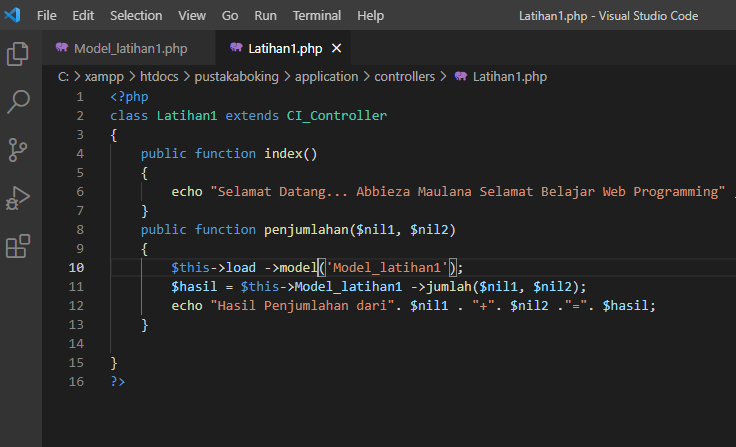 File Edit Selection View Go Run Terminal Help Latihan1.php - Visual Studio Code
Model_latihan1.php Latihan1.php ×
C: > xampp > htdocs > pustakaboking > application > controllers > Latihan1.php
1 <?php
2 class Latihan1 extends CI_Controller
3 {
4 public function index()
5 {
6 echo "Selamat Datang... Abbieza Maulana Selamat Belajar Web Programming"
7 }
8 public function penjumlahan($nil1, $nil2)
9 {
10 $this->load ->model('Model_latihan1');
11 $hasil = $this->Model_latihan1 ->jumlah($nil1, $nil2);
12 echo "Hasil Penjumlahan dari". $nil1 . "+". $nil2 ."=". $hasil;
13 }
14
15 }
16 ?>